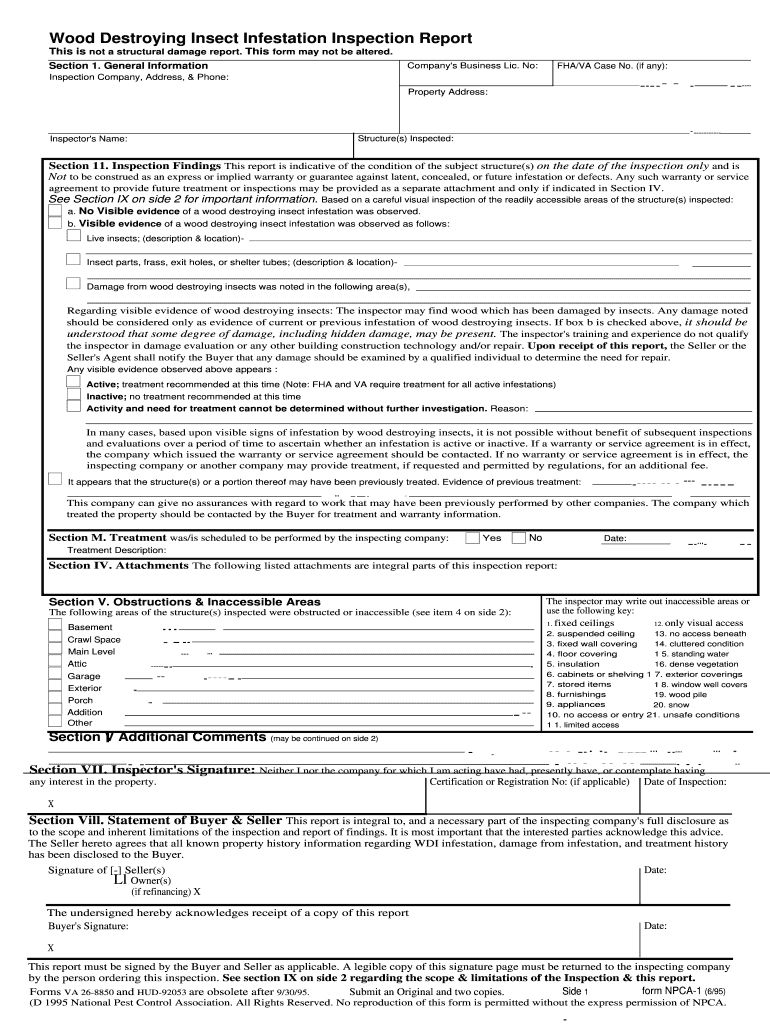 Wood Destroying Insect Infestation Inspection Report
This is not a structural damage report. This form may not be altered.
Section 1. General Information
Inspection Company, Address, & Phone:
Company's Business Lic. No:
FHA/VA Case No. (if any):
Property Address:
Inspector's Name:
Structure(s) Inspected:
Section 11. Inspection Findings This report is indicative of the condition of the subject structure(s) on the date of the inspection only and is
Not to be construed as an express or implied warranty or guarantee against latent, concealed, or future infestation or defects. Any such warranty or service
agreement to provide future treatment or inspections may be provided as a separate attachment and only if indicated in Section IV.
See Section IX on side 2 for important information. Based on a careful visual inspection of the readily accessible areas of the structure(s) inspected:
a. No Visible evidence of a wood destroying insect infestation was observed.
b. Visible evidence of a wood destroying insect infestation was observed as follows:
Live insects; (description & location)-
Insect parts, frass, exit holes, or shelter tubes; (description & location)-
Damage from wood destroying insects was noted in the following area(s),
Regarding visible evidence of wood destroying insects: The inspector may find wood which has been damaged by insects. Any damage noted
should be considered only as evidence of current or previous infestation of wood destroying insects. If box b is checked above, it should be
understood that some degree of damage, including hidden damage, may be present. The inspector's training and experience do not qualify
the inspector in damage evaluation or any other building construction technology and/or repair. Upon receipt of this report, the Seller or the
Seller's Agent shall notify the Buyer that any damage should be examined by a qualified individual to determine the need for repair.
Any visible evidence observed above appears :
Active; treatment recommended at this time (Note: FHA and VA require treatment for all active infestations)
Inactive; no treatment recommended at this time
Activity and need for treatment cannot be determined without further investigation. Reason:
In many cases, based upon visible signs of infestation by wood destroying insects, it is not possible without benefit of subsequent inspections
and evaluations over a period of time to ascertain whether an infestation is active or inactive. If a warranty or service agreement is in effect,
the company which issued the warranty or service agreement should be contacted. If no warranty or service agreement is in effect, the
inspecting company or another company may provide treatment, if requested and permitted by regulations, for an additional fee.
It appears that the structure(s) or a portion thereof may have been previously treated. Evidence of previous treatment:
This company can give no assurances with regard to work that may have been previously performed by other companies. The company which
treated the property should be contacted by the Buyer for treatment and warranty information.
Section M. Treatment was/is scheduled to be performed by the inspecting company: Yes No Date:
Treatment Description:
Section IV. Attachments The following listed attachments are integral parts of this inspection report:
Section V. Obstructions & Inaccessible Areas
The following areas of the structure(s) inspected were obstructed or inaccessible (see item 4 on side 2):
Basement
Crawl Space
Main Level
Attic
Garage
Exterior
Porch
Addition
Other
The inspector may write out inaccessible areas or
use the following key:
1. fixed ceilings 12. only visual access
2. suspended ceiling 13. no access beneath
3. fixed wall covering 14. cluttered condition
4. floor covering 1 5. standing water
5. insulation 16. dense vegetation
6. cabinets or shelving 1 7. exterior coverings
7. stored items 1 8. window well covers
8. furnishings 19. wood pile
9. appliances 20. snow
10. no access or entry 21. unsafe conditions
1 1. limited access
Section V Additional Comments (may be continued on side 2)
Section VII. Inspector's Signature: Neither I nor the company for which I am acting have had, presently have, or contemplate having
any interest in the property.
Certification or Registration No: (if applicable)
Date of Inspection:
X
Section Vill. Statement of Buyer & Seller This report is integral to, and a necessary part of the inspecting company's full disclosure as
to the scope and inherent limitations of the inspection and report of findings. It is most important that the interested parties acknowledge this advice.
The Seller hereto agrees that all known property history information regarding WDI infestation, damage from infestation, and treatment history
has been disclosed to the Buyer.
Signature of [-] Seller(s)
LI Owner(s)
(if refinancing) X
Date:
The undersigned hereby acknowledges receipt of a copy of this report
Buyer's Signature:
Date:
X
This report must be signed by the Buyer and Seller as applicable. A legible copy of this signature page must be returned to the inspecting company
by the person ordering this inspection. See section IX on side 2 regarding the scope & limitations of the Inspection & this report.
Forms VA 26-8850 and HUD-92053 are obsolete after 9/30/95. Submit an Original and two copies. Side 1 form NPCA-1 (6/95)
(D 1995 National Pest Control Association. All Rights Reserved. No reproduction of this form is permitted without the express permission of NPCA.